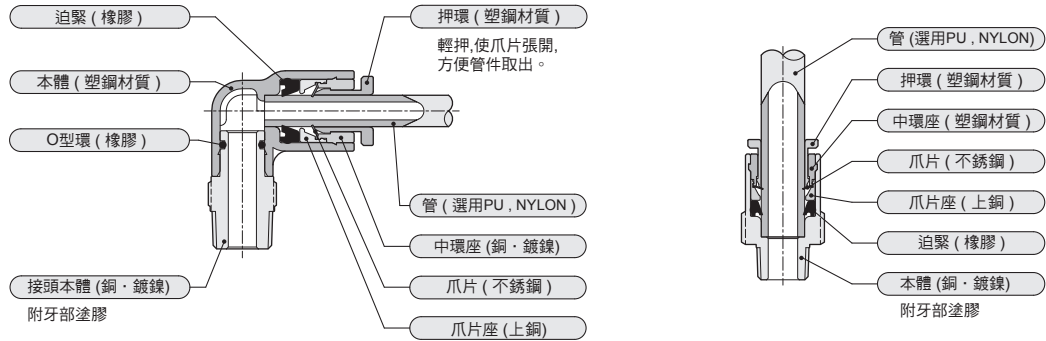 迫緊 ( 橡膠 )
本體 ( 塑鋼材質 )
O型環 ( 橡膠 )
接頭本體 (銅‧鍍鎳)
附牙部塗膠
押環 ( 塑鋼材質 )
輕押,使爪片張開,
方便管件取出。
管 ( 選用PU , NYLON )
中環座 (銅‧鍍鎳)
爪片 ( 不銹鋼 )
爪片座 (上銅)
管 (選用PU , NYLON)
押環 ( 塑鋼材質 )
中環座 ( 塑鋼材質 )
爪片 ( 不銹鋼 )
爪片座 ( 上銅 )
迫緊 ( 橡膠 )
本體 (銅‧鍍鎳)
附牙部塗膠